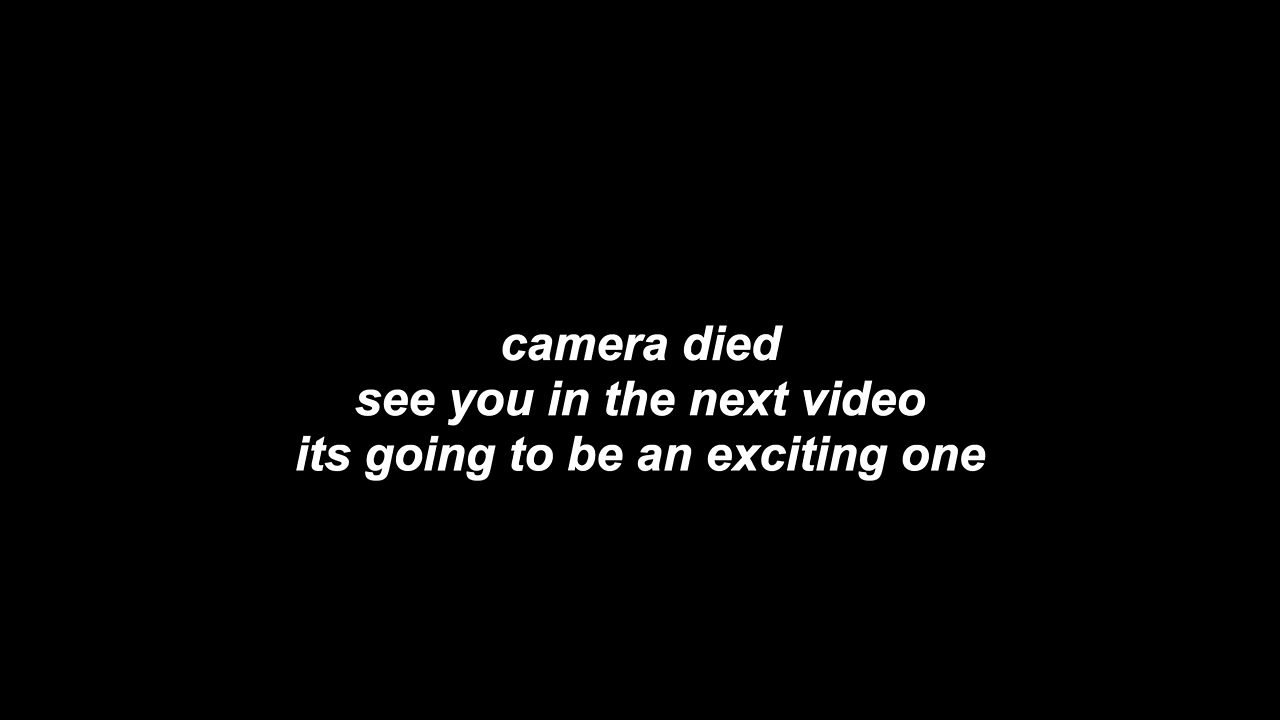 camera died
see you in the next video
its going to be an exciting one